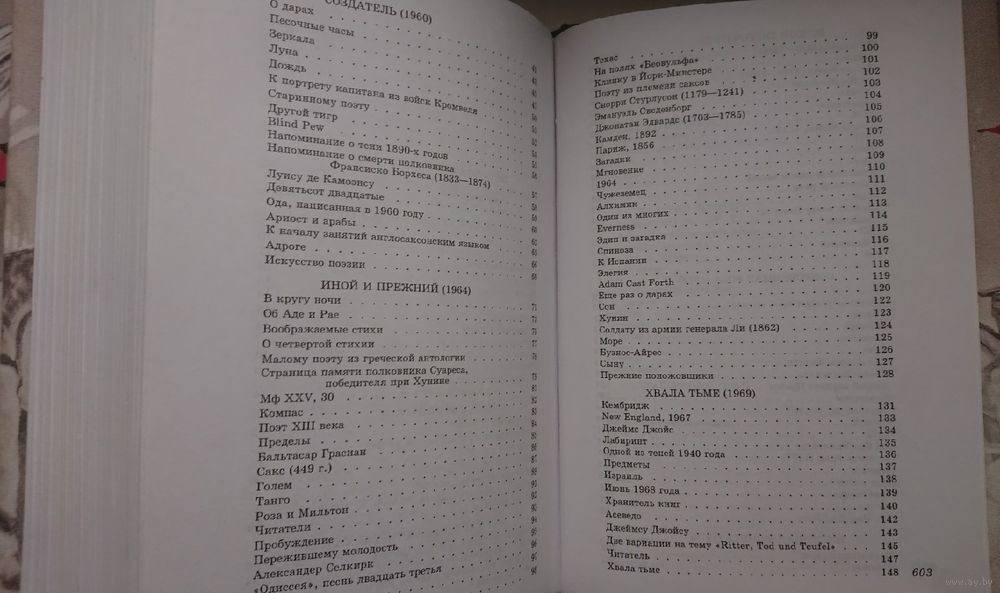 СОЗДАТЕЛЬ (1960)
О дарах
Песочные часы
Зеркала
Луна
Дождь
К портрету капитана из войск Кромвеля
Старинному поэту
Другой тигр
Blind Pew
Напоминание о тени 1890-х годов
Напоминание о смерти полковника
Франсиско Борхеса (1833—1874)
Луису де Камоэнсу
Девятьсот двадцатые
Ода, написанная в 1960 году
Ариост и арабы
К началу занятий англосаксонским языком
Адроге
Искусство поэзии
ИНОЙ И ПРЕЖНИЙ (1964)
В кругу ночи
Об Аде и Рае
Воображаемые стихи
О четвертой стихии
Малому поэту из греческой антологии
Страница памяти полковника Суареса,
победителя при Хунине
Мф XXV, 30
Компас
Поэт XIII века
Пределы
Бальтасар Грасиан
Сакс (449 г.)
Голем
Танго
Роза и Мильтон
Читатели
Пробуждение
Пережившему молодость
Александер Селкирк
«Одиссея», песнь двадцать третья
Техас 99
На полях «Беовульфа» 100
Клинку в Йорк-Минстере 101
Поэту из племени саксов 102
Снорри Стурлусон (1179—1241) 103
Эмануэль Сведенборг 104
Джонатан Эдвардс (1703—1785) 105
Камден, 1892 106
Париж, 1856 107
Загадки 108
Мгновение 109
1964 110
Чужеземец 111
Алхимик 112
Один из многих 113
Everness 114
Эдип и загадка 115
Спиноза 116
К Испании 117
Элегия 118
Adam Cast Forth 119
Еще раз о дарах 120
Сон 122
Хунин 123
Солдату из армии генерала Ли (1862) 124
Море 125
Буэнос-Айрес 126
Сыну 127
Прежние поножовщики 128
ХВАЛА ТЬМЕ (1969)
Кембридж 131
New England, 1967 133
Джеймс Джойс 134
Лабиринт 135
Одной из теней 1940 года 136
Предметы 137
Израиль 138
Июнь 1968 года 139
Хранитель книг 140
Асеведо 142
Джеймсу Джойсу 143
Две вариации на тему «Ritter, Tod und Teufel» 145
Читатель 147
Хвала тьме 148
603
www.ay.by